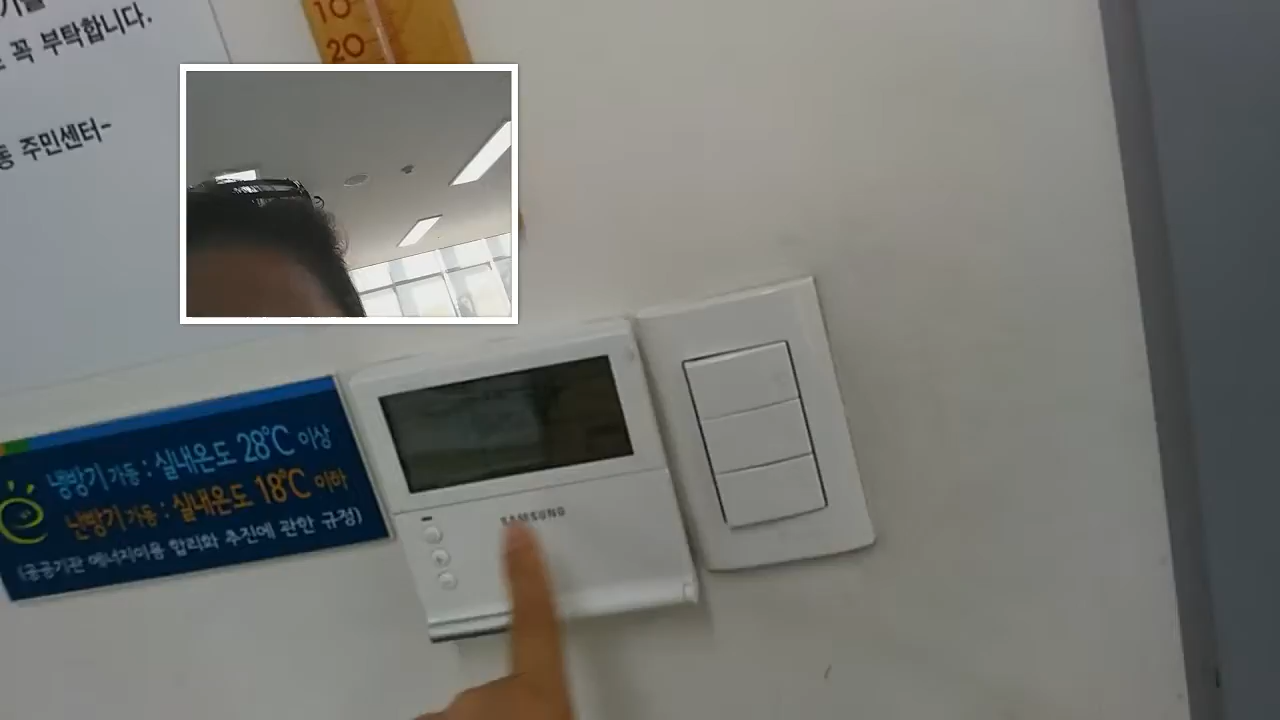 꼭 부탁합니다.
주민센터~
10
20
냉방기 가동 : 실내온도 28℃ 이상
난방기 가동 : 실내온도 18℃ 이하
(공공기관 에너지이용 합리화 추진에 관한 규정)
SAMSUNG